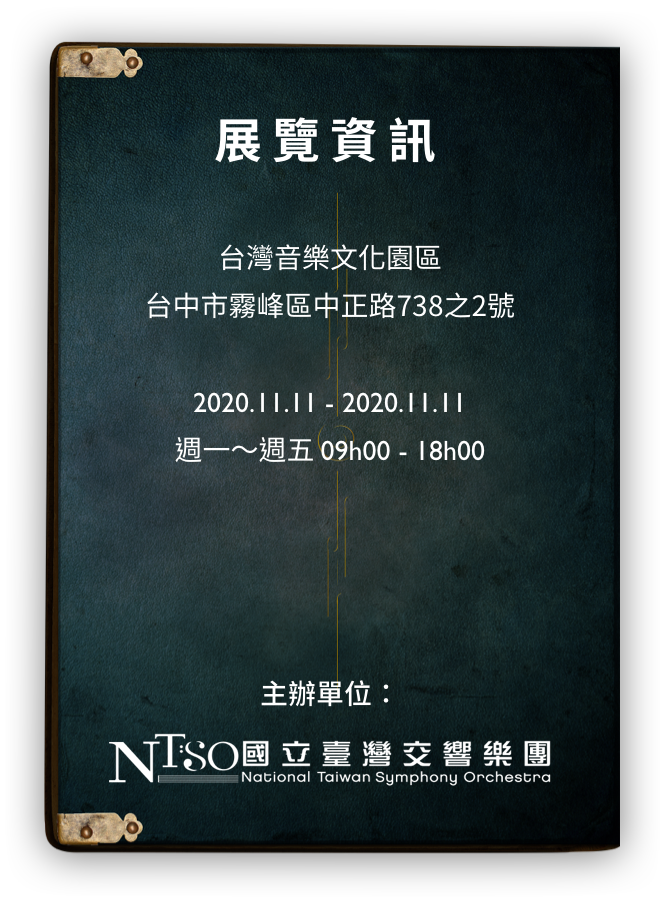 展覽資訊
台灣音樂文化園區
台中市霧峰區中正路738之2號
2020.11.11 - 2020.11.11
週一～週五 09h00 - 18h00
主辦單位：
NTSO 國立臺灣交響樂團
National Taiwan Symphony Orchestra